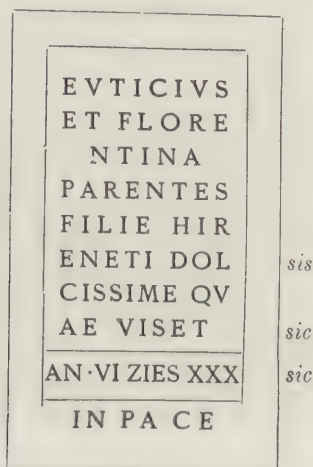 EVTICIVS
ET FLORE
NTINA
PARENTES
FILIE HIR
ENETI DOL sis
CISSIME QV
AE VISET sic
AN·VI ZIES XXX sic
IN PA CE